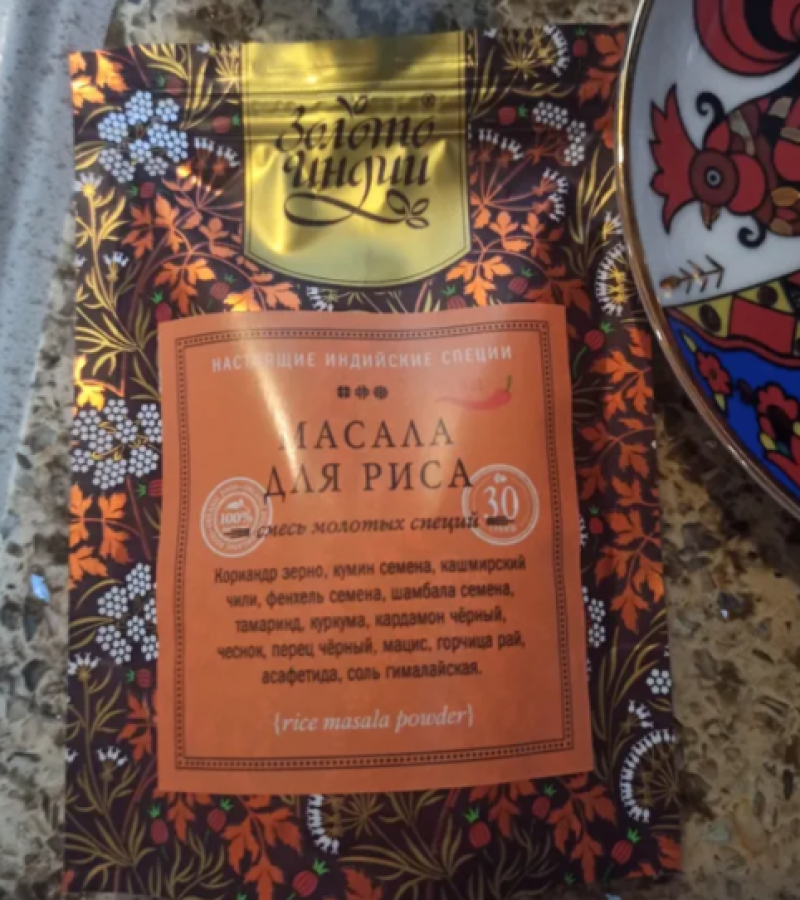 Золото
Индии
®
НАСТОЯЩИЕ ИНДИЙСКИЕ СПЕЦИИ
МАСАЛА
ДЛЯ РИСА
100%
30
смесь молотых специй
Кориандр зерно, кумин семена, кашмирский
чили, фенхель семена, шамбала семена,
тамаринд, куркума, кардамон чёрный,
чеснок, перец чёрный, мацис, горчица рай,
асафетида, соль гималайская.
{rice masala powder}